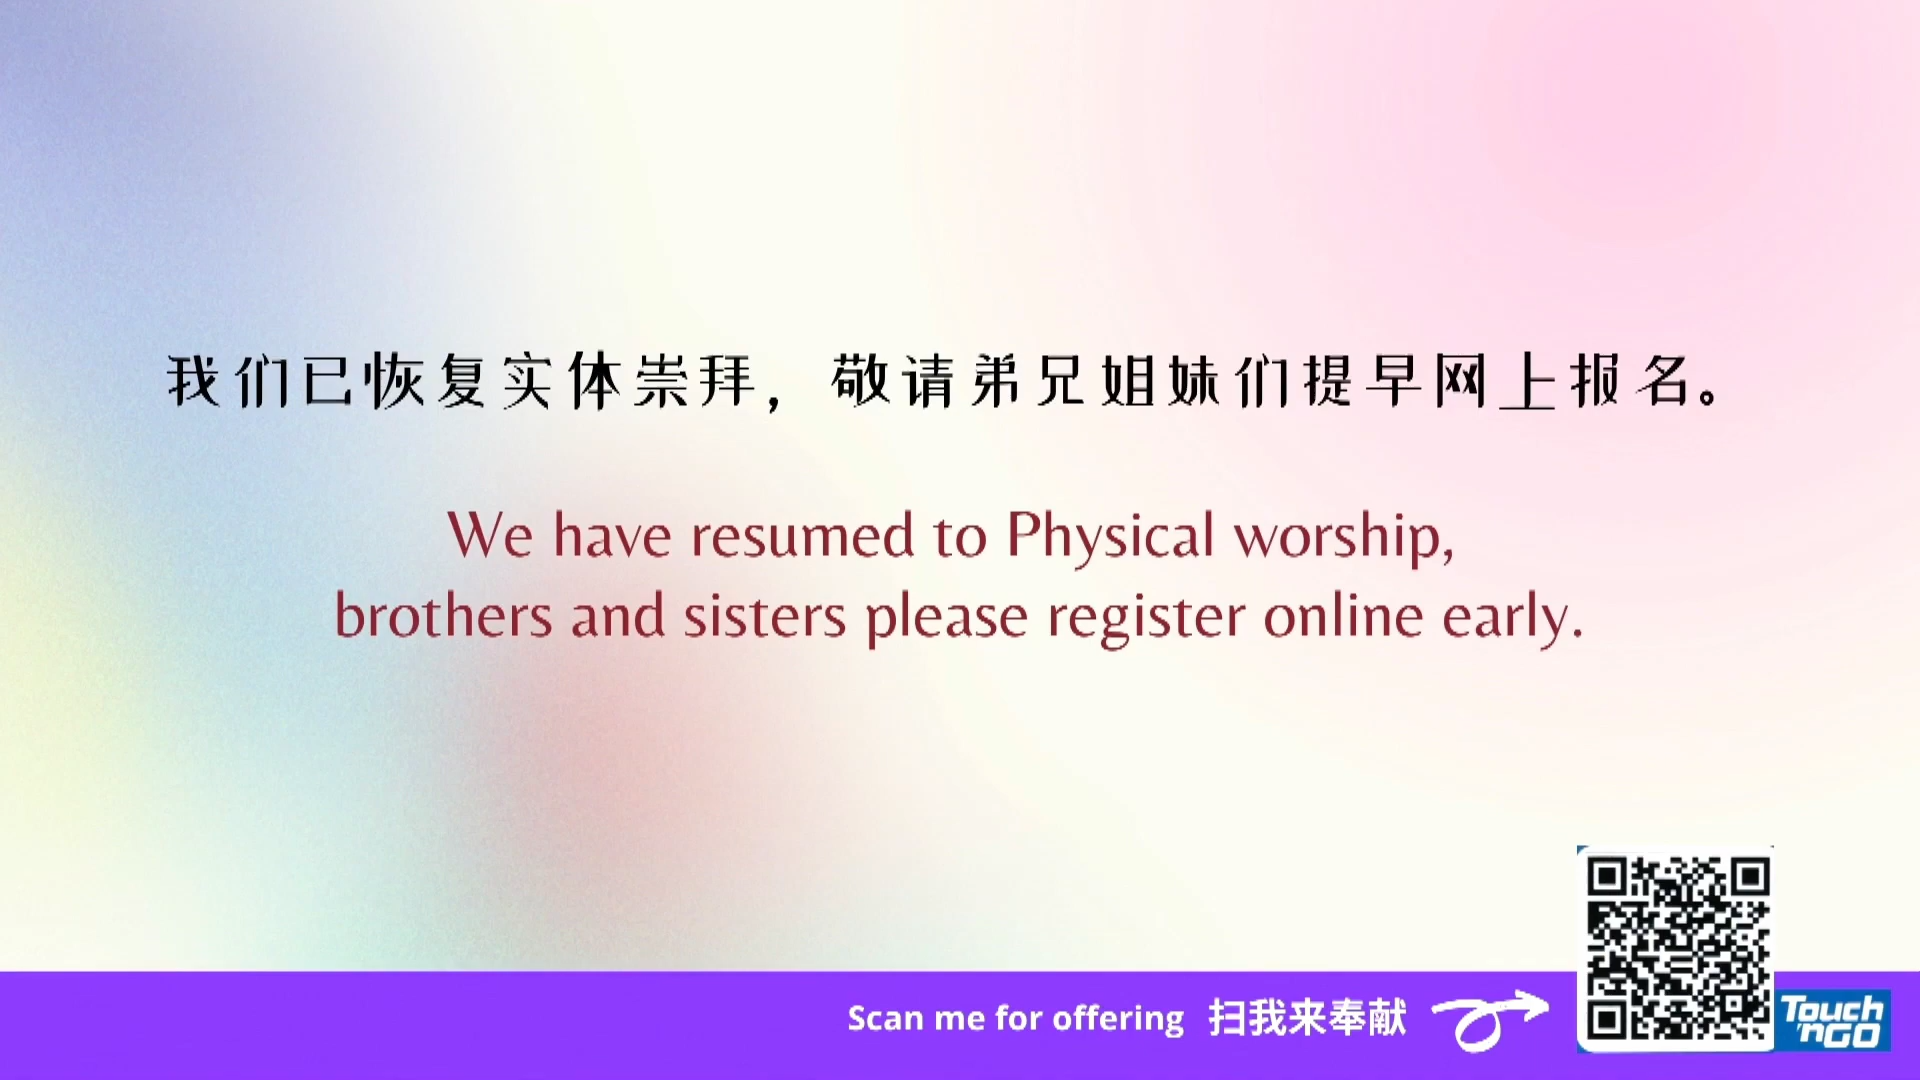 我们已恢复实体崇拜，敬请弟兄姐妹们提早网上报名。
We have resumed to Physical worship,
brothers and sisters please register online early.
Scan me for offering 扫我来奉献
Touch
'nGO